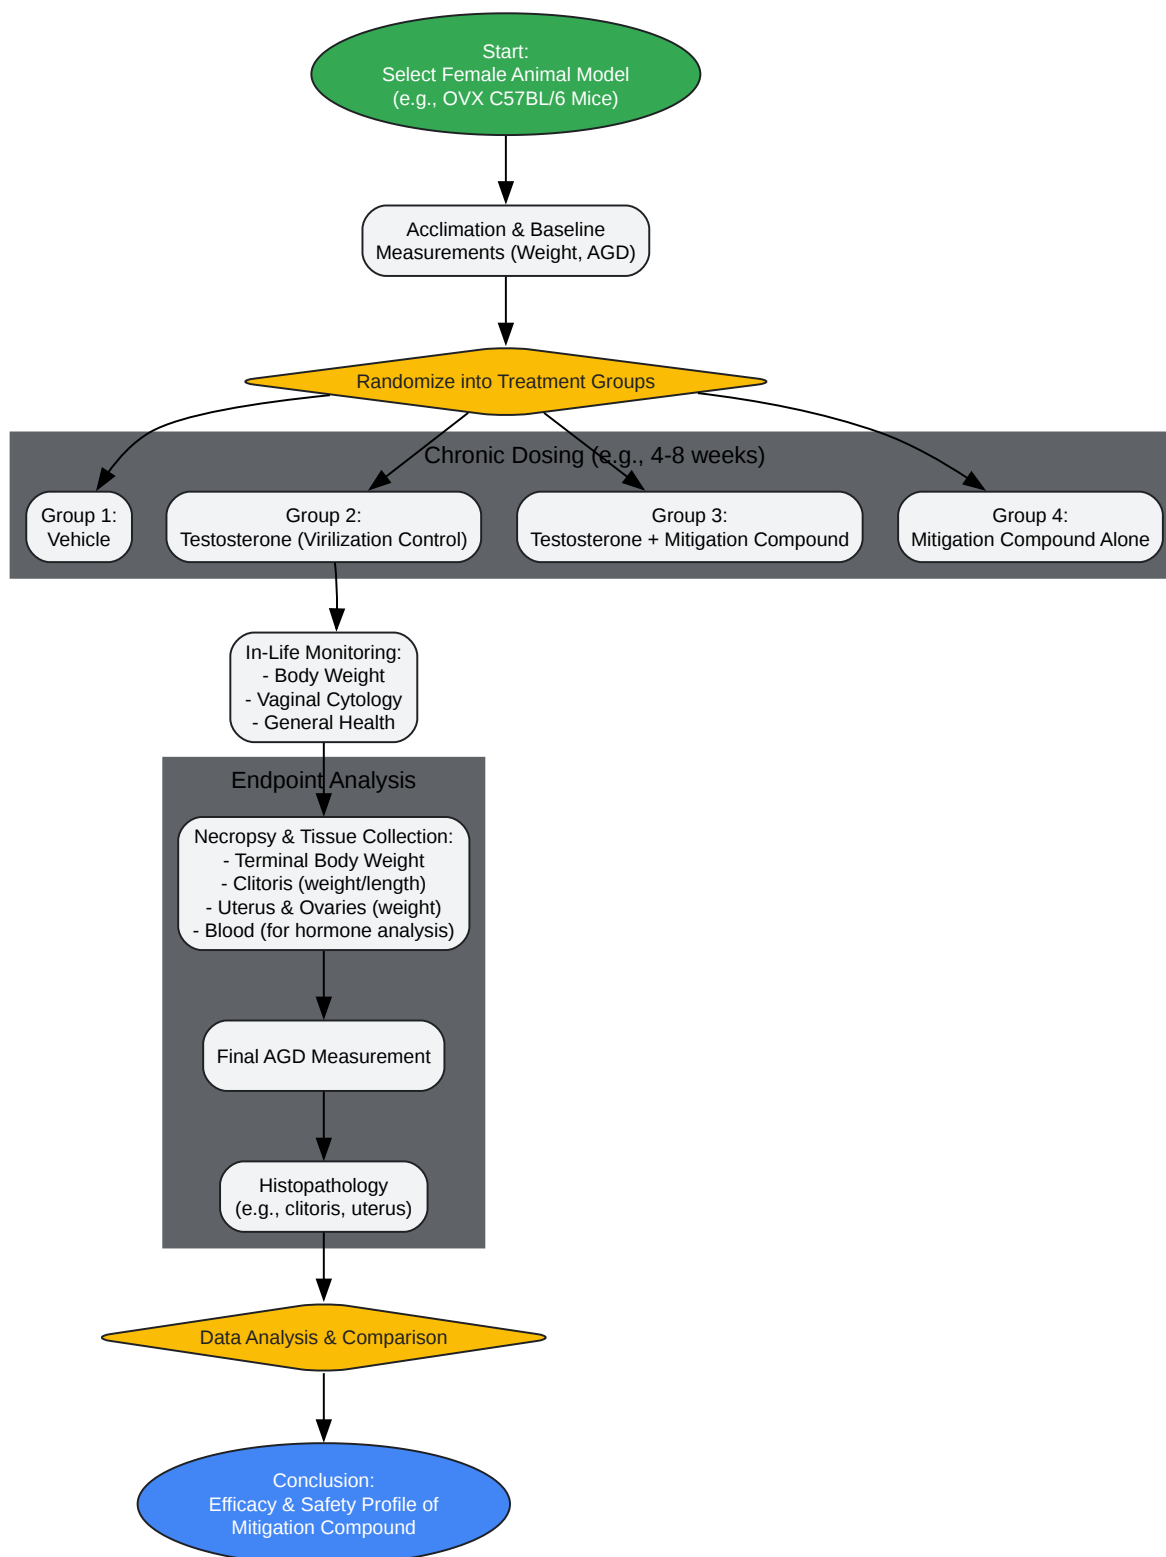 Start:
Select Female Animal Model
(e.g., OVX C57BL/6 Mice)
Acclimation & Baseline
Measurements (Weight, AGD)
Randomize into Treatment Groups
Chronic Dosing (e.g., 4-8 weeks)
Group 1:
Vehicle
Group 2:
Testosterone (Virilization Control)
Group 3:
Testosterone + Mitigation Compound
Group 4:
Mitigation Compound Alone
In-Life Monitoring:
- Body Weight
- Vaginal Cytology
- General Health
Endpoint Analysis
Necropsy & Tissue Collection:
- Terminal Body Weight
- Clitoris (weight/length)
- Uterus & Ovaries (weight)
- Blood (for hormone analysis)
Final AGD Measurement
Histopathology
(e.g., clitoris, uterus)
Data Analysis & Comparison
Conclusion:
Efficacy & Safety Profile of
Mitigation Compound